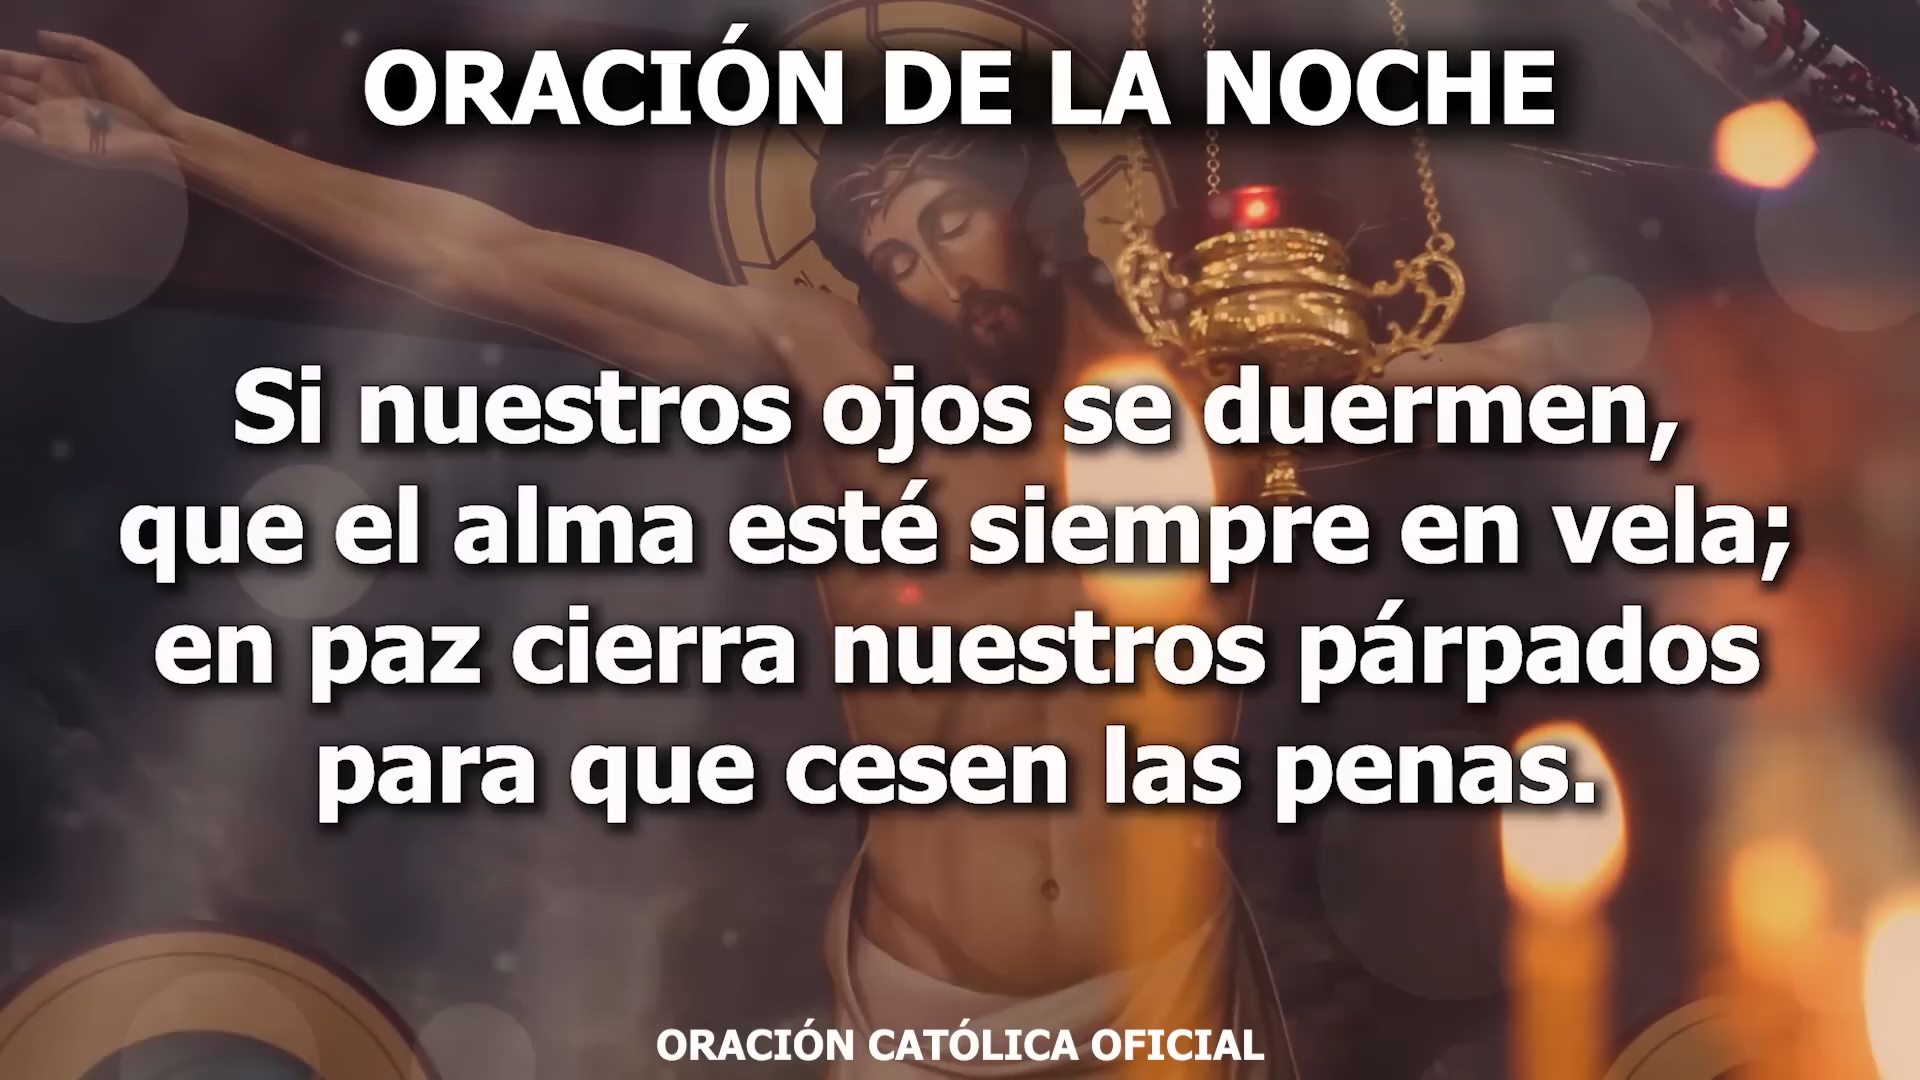 ORACIÓN DE LA NOCHE
Si nuestros ojos se duermen,
que el alma esté siempre en vela;
en paz cierra nuestros párpados
para que cesen las penas.
ORACIÓN CATÓLICA OFICIAL